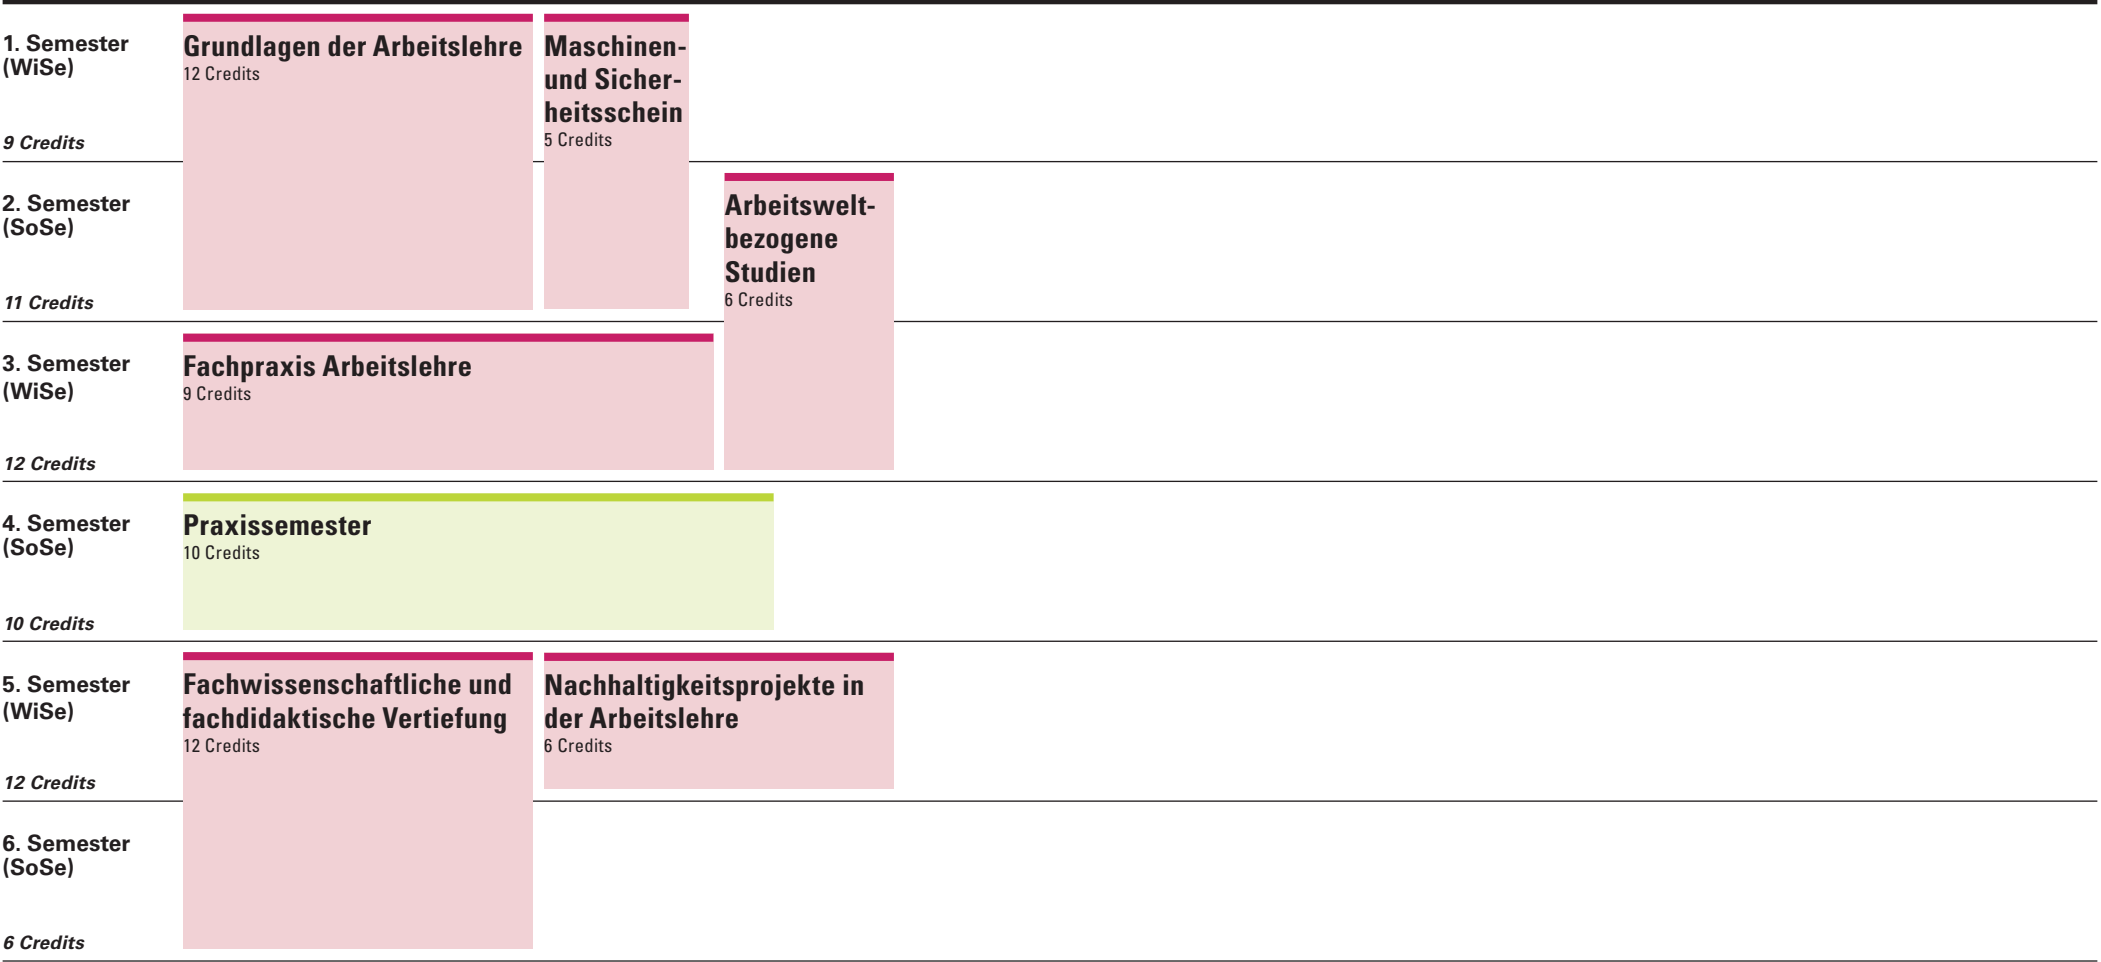 1. Semester
(WiSe)
9 Credits
Grundlagen der Arbeitslehre
12 Credits
Maschinen-
und Sicher-
heitsschein
5 Credits
2. Semester
(SoSe)
11 Credits
Arbeitswelt-
bezogene
Studien
6 Credits
3. Semester
(WiSe)
12 Credits
Fachpraxis Arbeitslehre
9 Credits
4. Semester
(SoSe)
10 Credits
Praxissemester
10 Credits
5. Semester
(WiSe)
12 Credits
Fachwissenschaftliche und
fachdidaktische Vertiefung
12 Credits
Nachhaltigkeitsprojekte in
der Arbeitslehre
6 Credits
6. Semester
(SoSe)
6 Credits